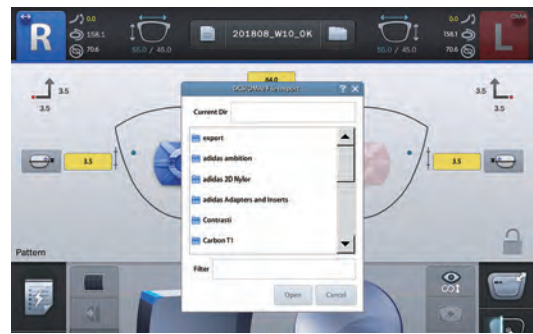 R
0.0
158.1
70.6
55.0 / 45.0
201808_W10_OK
55.0 / 45.0
0.0
158.1
70.6
L
3.5
3.5
64.0
3.5
3.5
? ×
Current Dir
export
adidas ambition
adidas 2D Nylor
adidas Adapters and Inserts
Contrasti
Carbon T1
Filter
Open
Cancel
3.5
3.5
Pattern